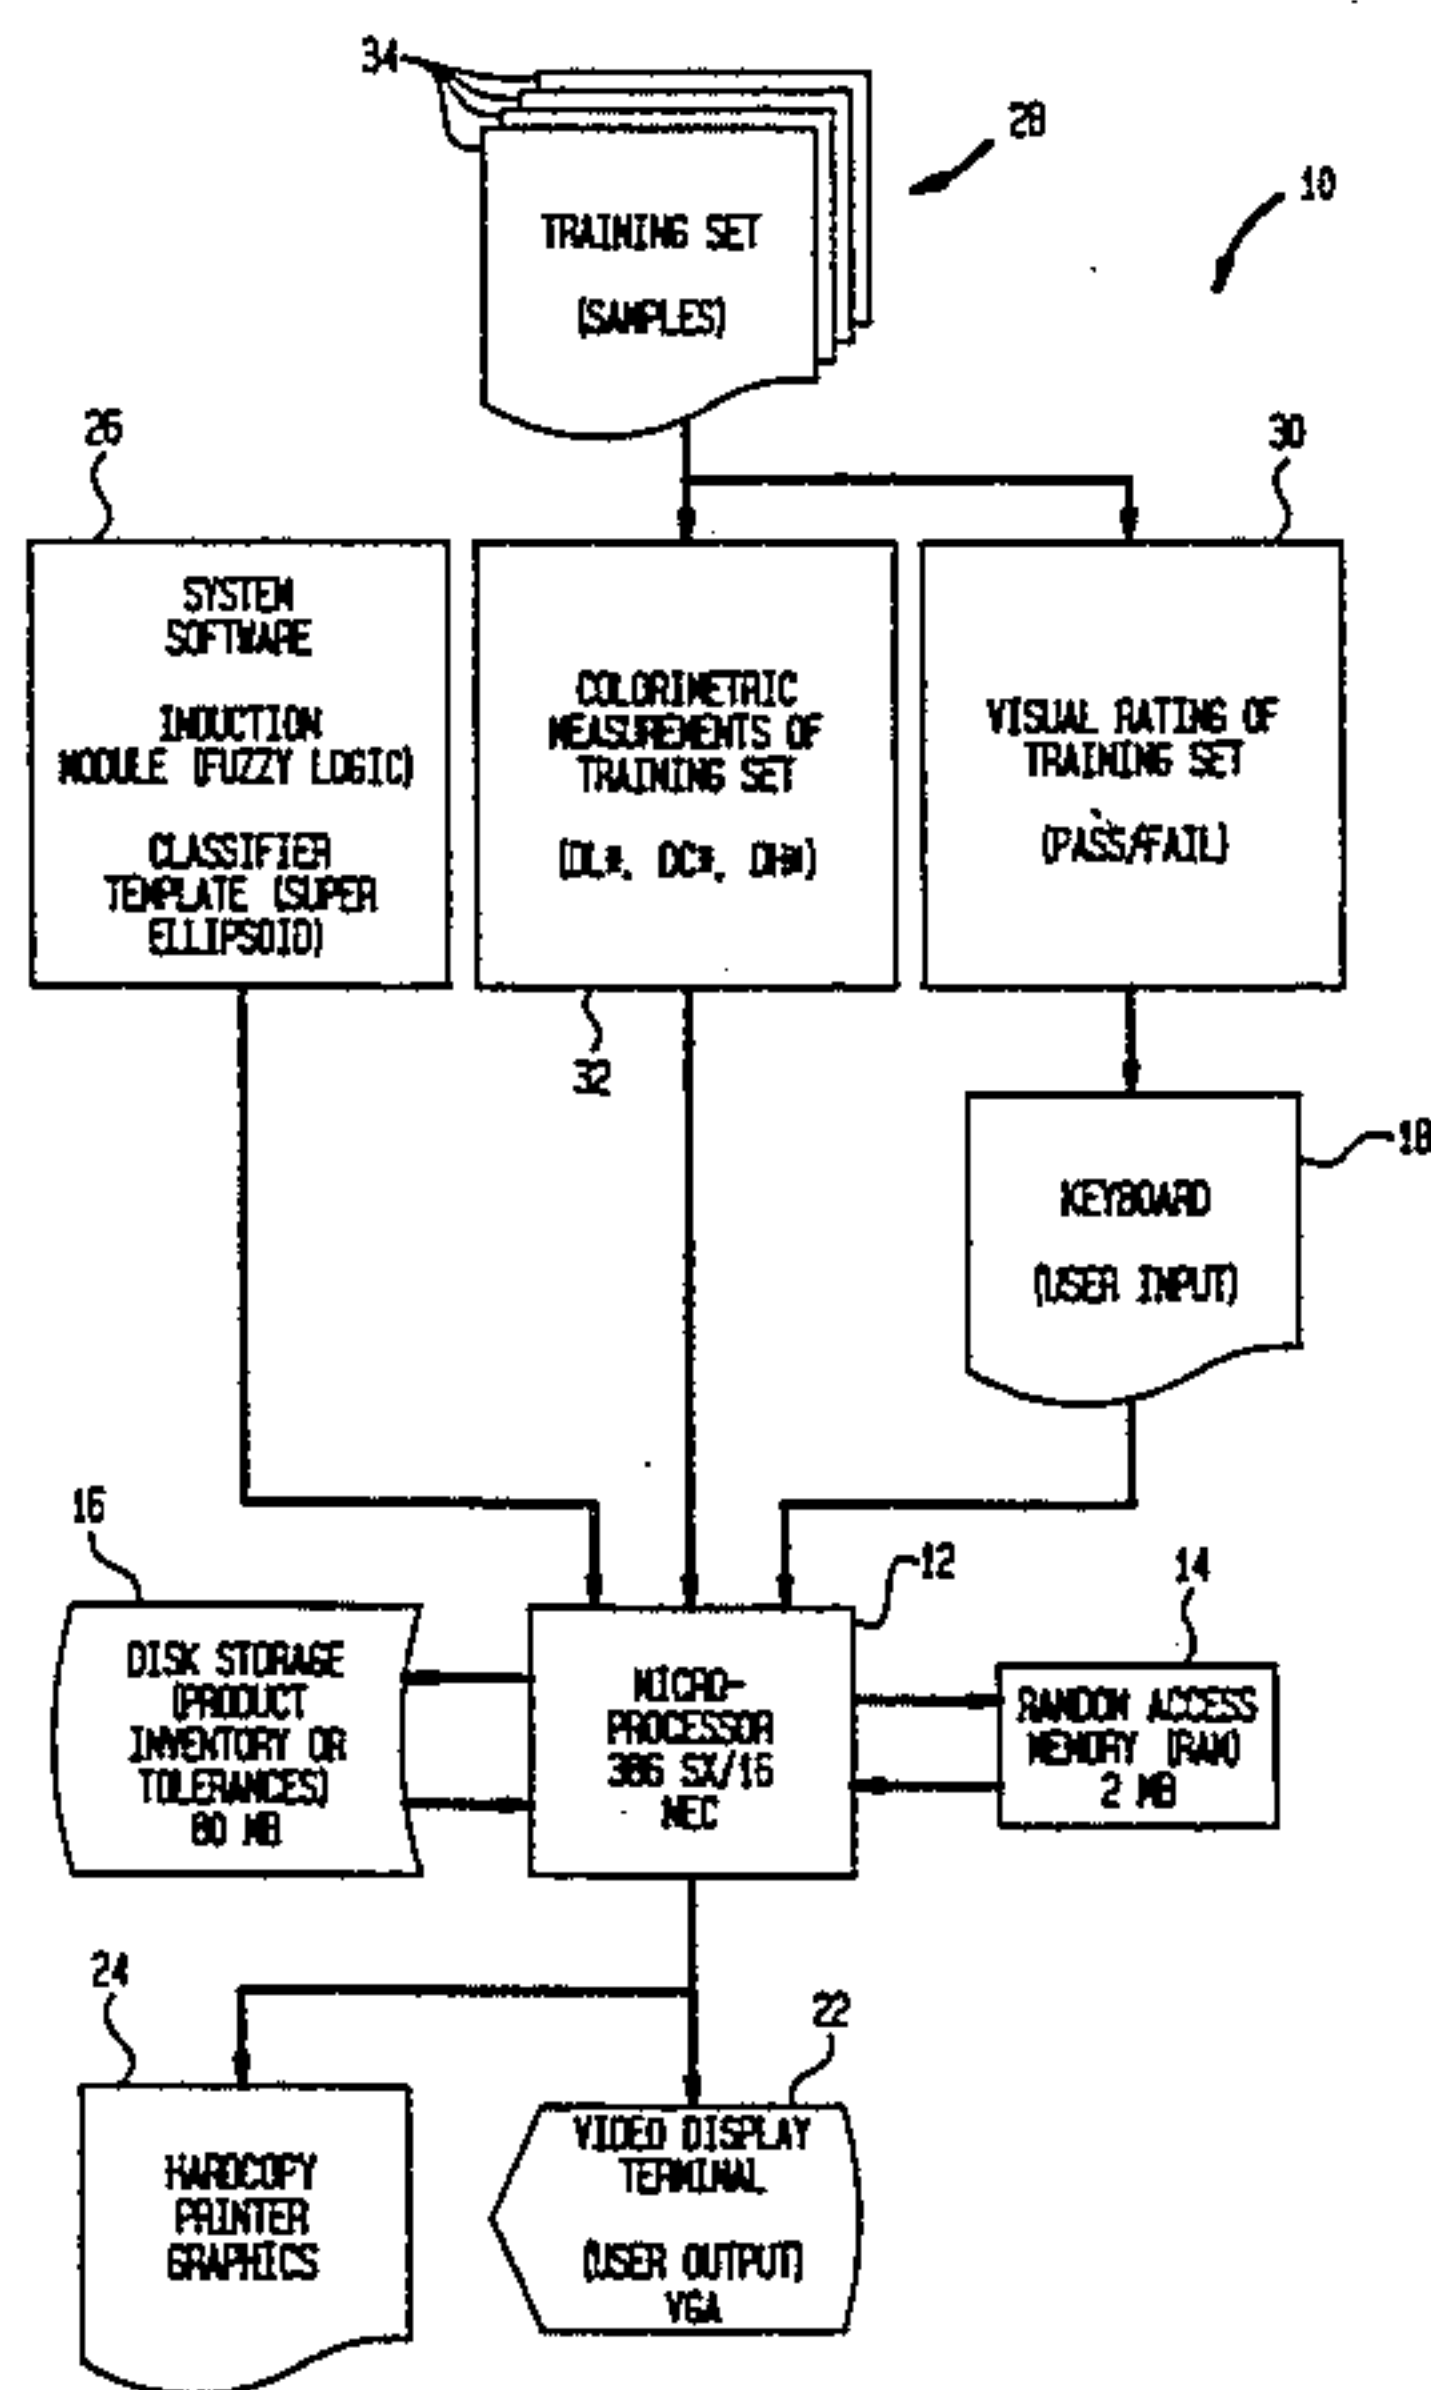 34
28
10
TRAINING SET
(SAMPLES)
26
30
SYSTEM
SOFTWARE
INDUCTION
MODULE (FUZZY LOGIC)
CLASSIFIER
TEMPLATE (SUPER
ELLIPSOID)
COLORIMETRIC
MEASUREMENTS OF
TRAINING SET
(DL*, DC*, DH*)
VISUAL RATING OF
TRAINING SET
(PASS/FAIL)
32
18
KEYBOARD
(USER INPUT)
16
12
14
DISK STORAGE
(PRODUCT
INVENTORY OR
TOLERANCES)
80 MB
MICRO-
PROCESSOR
386 SX/16
NEC
RANDOM ACCESS
MEMORY (RAM)
2 MB
24
22
HARDCOPY
PRINTER
GRAPHICS
VIDEO DISPLAY
TERMINAL
(USER OUTPUT)
VGA